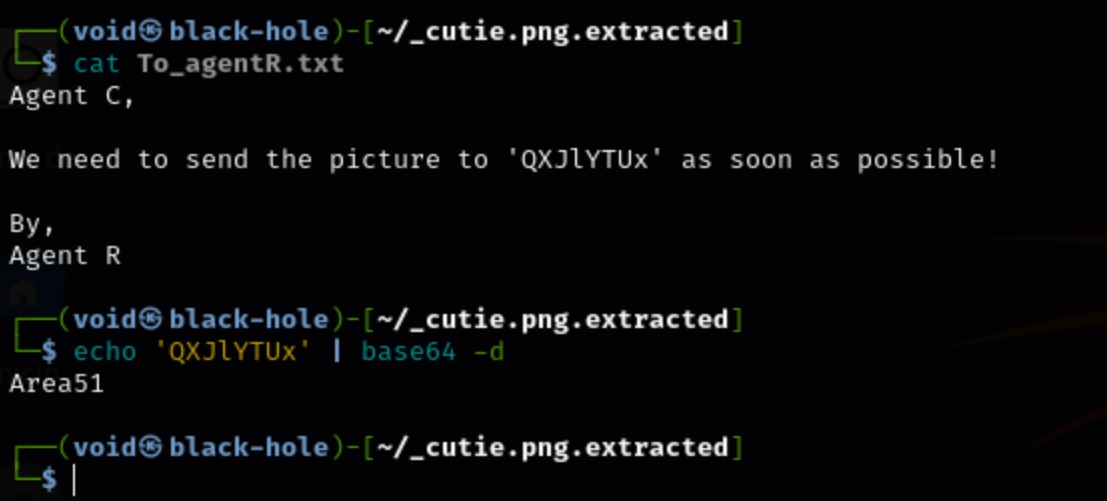 ┌──(void㉿black-hole)-[~/_cutie.png.extracted]
└─$ cat To_agentR.txt
Agent C,
We need to send the picture to 'QXJlYTUx' as soon as possible!
By,
Agent R
┌──(void㉿black-hole)-[~/_cutie.png.extracted]
└─$ echo 'QXJlYTUx' | base64 -d
Area51
┌──(void㉿black-hole)-[~/_cutie.png.extracted]
└─$